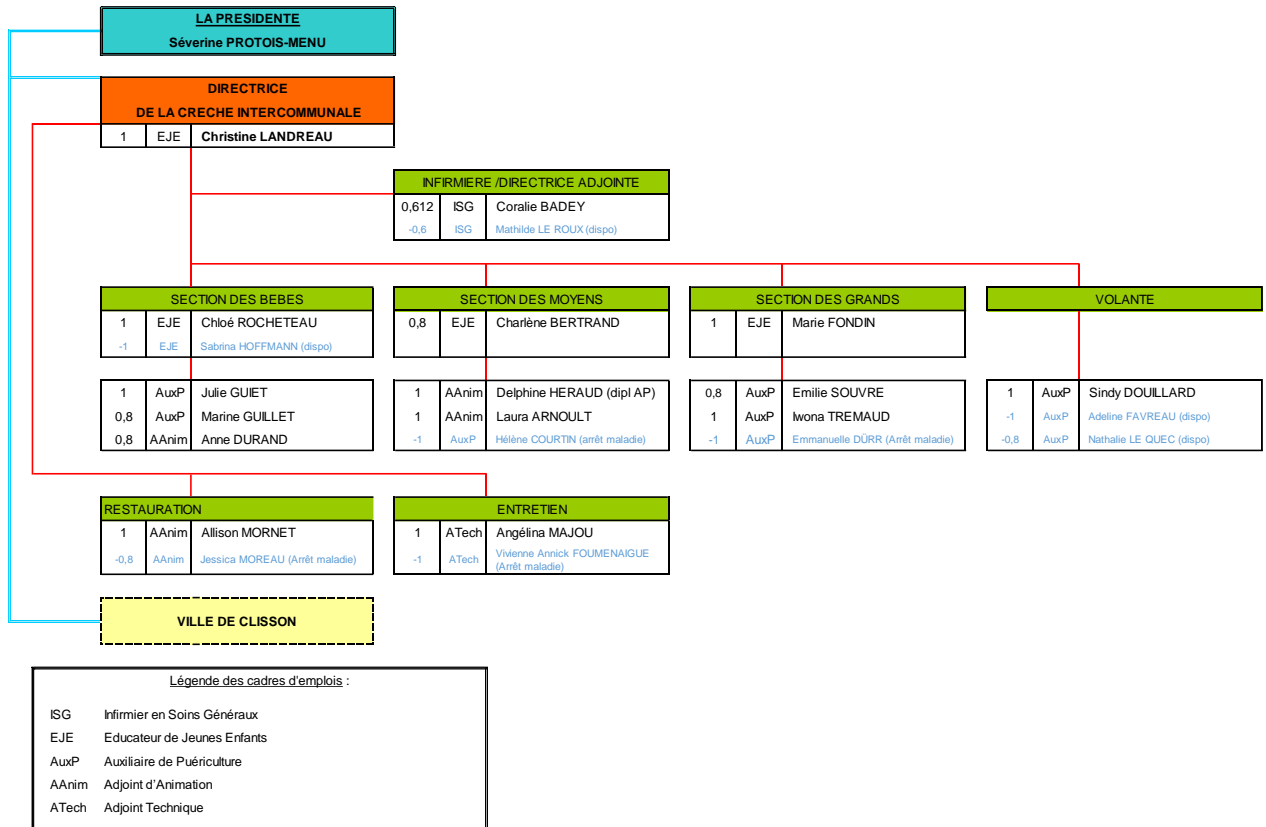 LA PRESIDENTE
Séverine PROTOIS-MENU
DIRECTRICE
DE LA CRECHE INTERCOMMUNALE
1 EJE Christine LANDREAU
INFIRMIERE /DIRECTRICE ADJOINTE
0,612 ISG Coralie BADEY
-0,6 ISG Mathilde LE ROUX (dispo)
SECTION DES BEBES
1 EJE Chloé ROCHETEAU
-1 EJE Sabrina HOFFMANN (dispo)
1 AuxP Julie GUIET
0,8 AuxP Marine GUILLET
0,8 AAnim Anne DURAND
SECTION DES MOYENS
0,8 EJE Charlène BERTRAND
1 AAnim Delphine HERAUD (dipl AP)
1 AAnim Laura ARNOULT
-1 AuxP Hélène COURTIN (arrêt maladie)
SECTION DES GRANDS
1 EJE Marie FONDIN
0,8 AuxP Emilie SOUVRE
1 AuxP Iwona TREMAUD
-1 AuxP Emmanuelle DÜRR (Arrêt maladie)
VOLANTE
1 AuxP Sindy DOUILLARD
-1 AuxP Adeline FAVREAU (dispo)
-0,8 AuxP Nathalie LE QUEC (dispo)
RESTAURATION
1 AAnim Allison MORNET
-0,8 AAnim Jessica MOREAU (Arrêt maladie)
ENTRETIEN
1 ATech Angélina MAJOU
-1 ATech Vivienne Annick FOUMENAIGUE
(Arrêt maladie)
VILLE DE CLISSON
Légende des cadres d'emplois :
ISG Infirmier en Soins Généraux
EJE Educateur de Jeunes Enfants
AuxP Auxiliaire de Puériculture
AAnim Adjoint d'Animation
ATech Adjoint Technique